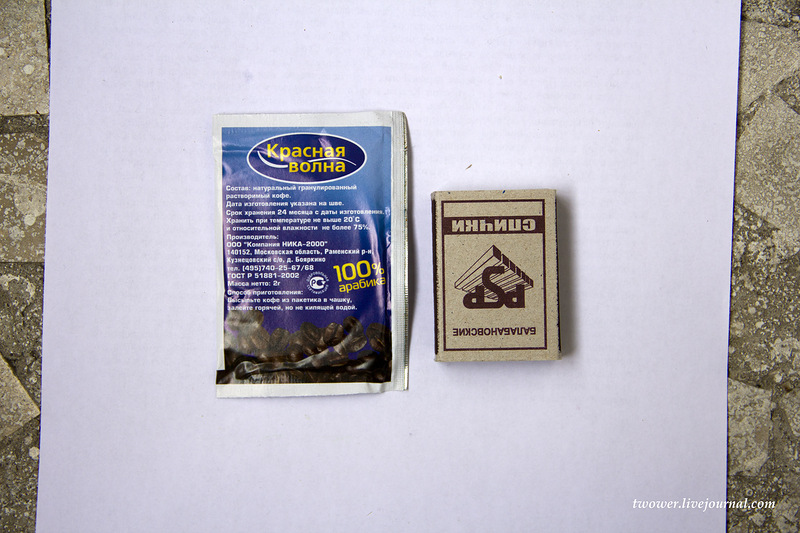 Красная
волна
Состав: натуральный гранулированный
растворимый кофе.
Дата изготовления указана на шве.
Срок хранения 24 месяца с даты изготовления.
Хранить при температуре не выше 20°С
и относительной влажности не более 75%.
Производитель:
ООО "Компания НИКА-2000"
140152, Московская область, Раменский р-н,
Кузнецовский с/о, д. Бояркино
тел. (495)740-25-67/68
ГОСТ Р 51881-2002
Масса нетто: 2г
Способ приготовления:
Высыпьте кофе из пакетика в чашку,
залейте горячей, но не кипящей водой.
100%
арабика
СПИЧКИ
PSP
БАЛАБАНОВСКИЕ
twower.livejournal.com